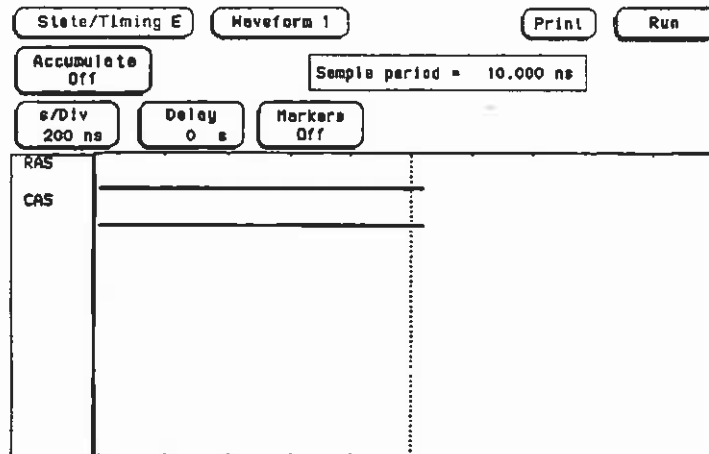 State/Timing E Waveform 1 Print Run
Accumulate
Off
Sample period = 10.000 ns
s/Div Delay Markers
200 ns 0 s Off
RAS
CAS